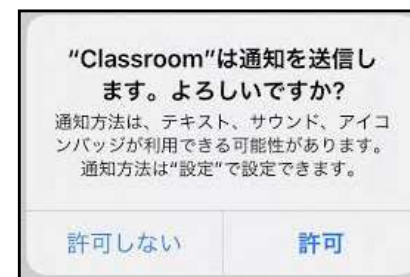 "Classroom"は通知を送信し
ます。よろしいですか?
通知方法は、テキスト、サウンド、アイコ
ンバッジが利用できる可能性があります。
通知方法は"設定"で設定できます。
許可しない
許可